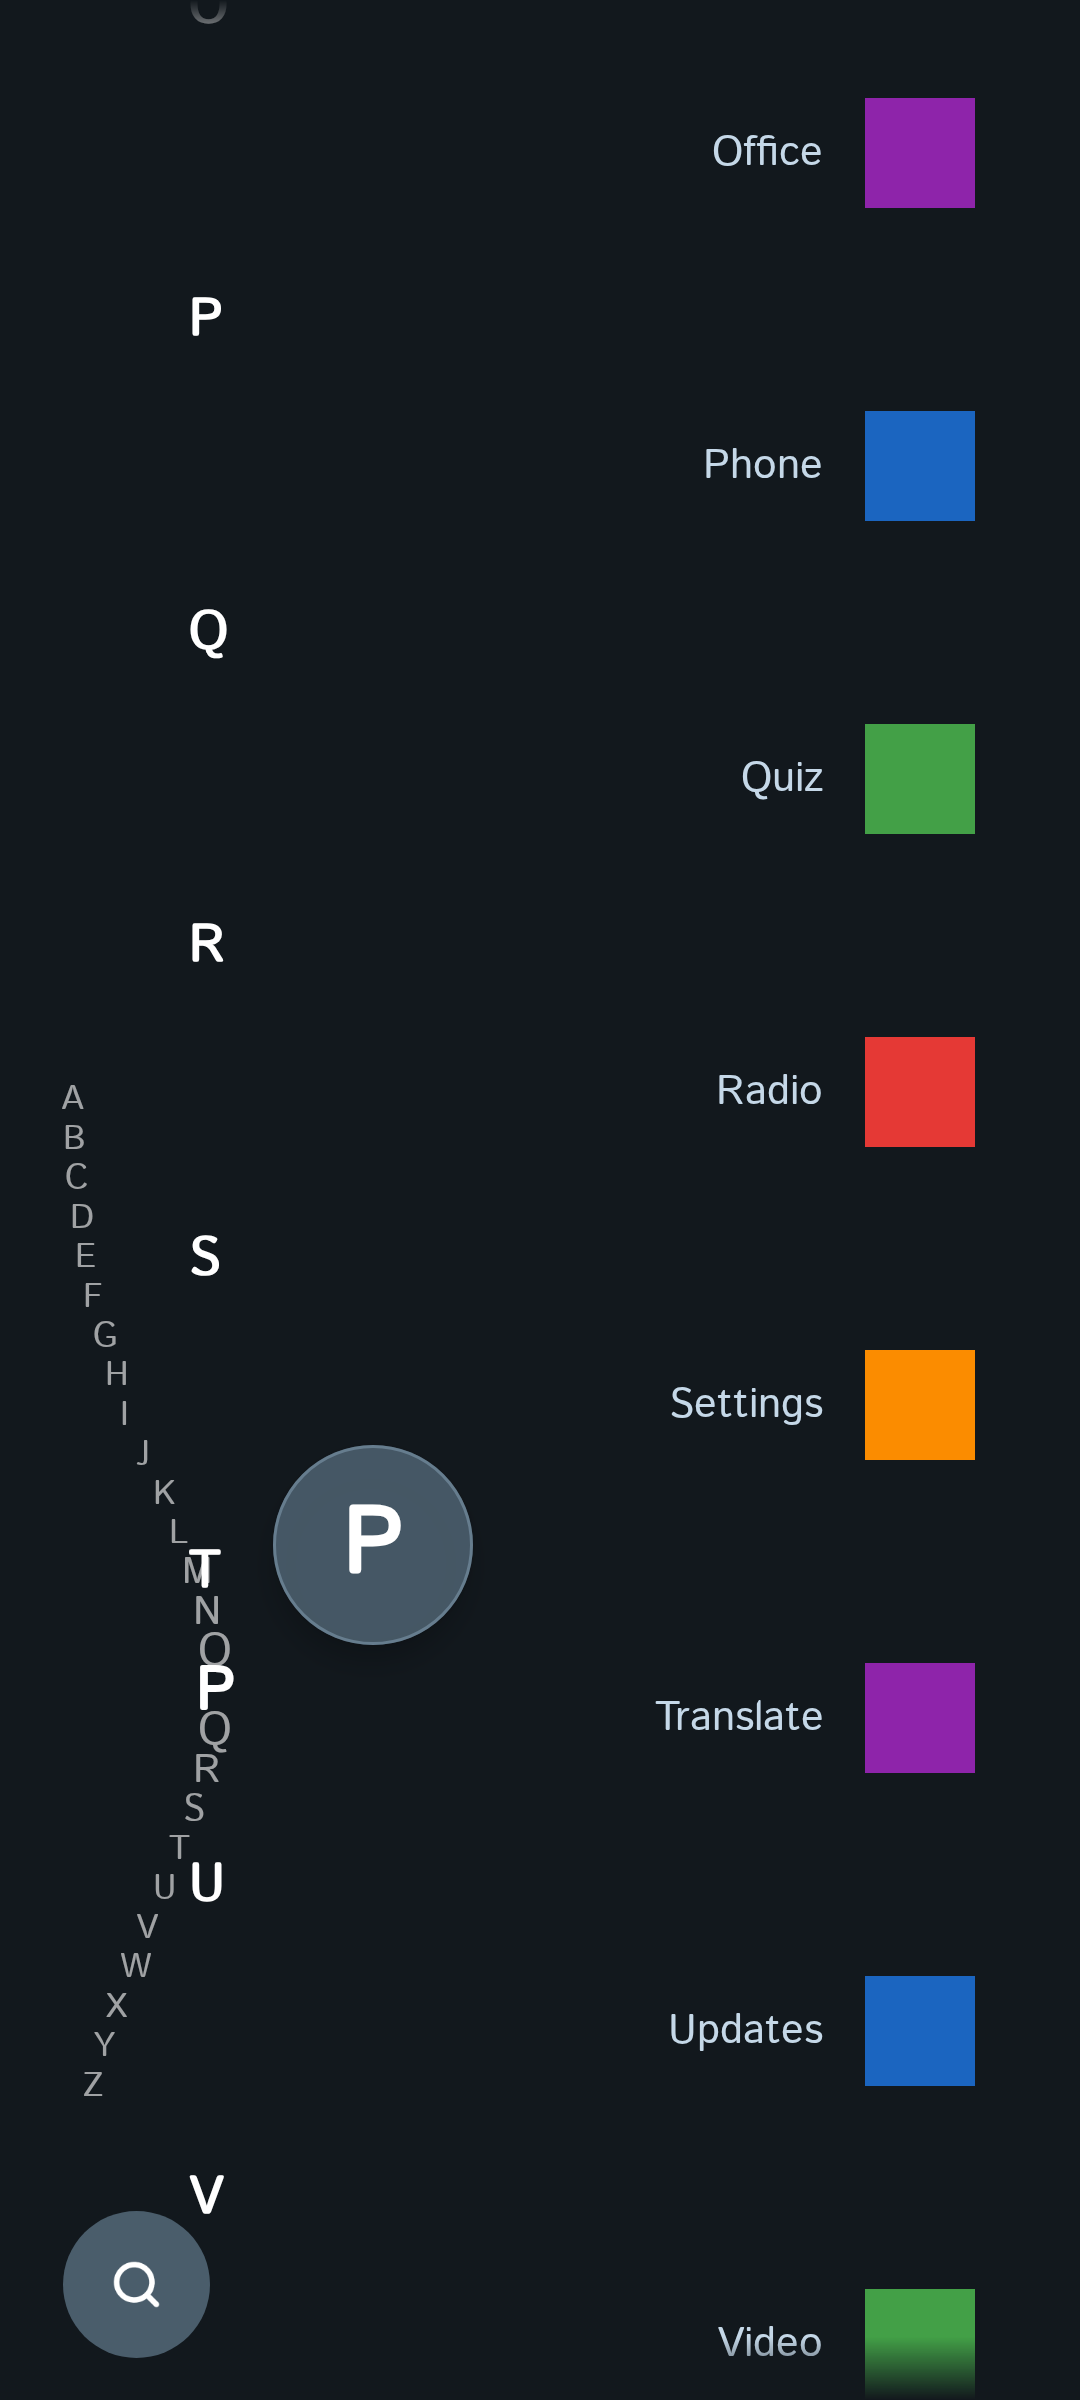 O
Office
P
Phone
Q
Quiz
R
Radio
A
B
C
D
S
E
F
G
H
Settings
I
J
K
L
P
T
M
N
O
P
Translate
Q
R
S
T
U
U
V
W
X
Updates
Y
Z
V
Video